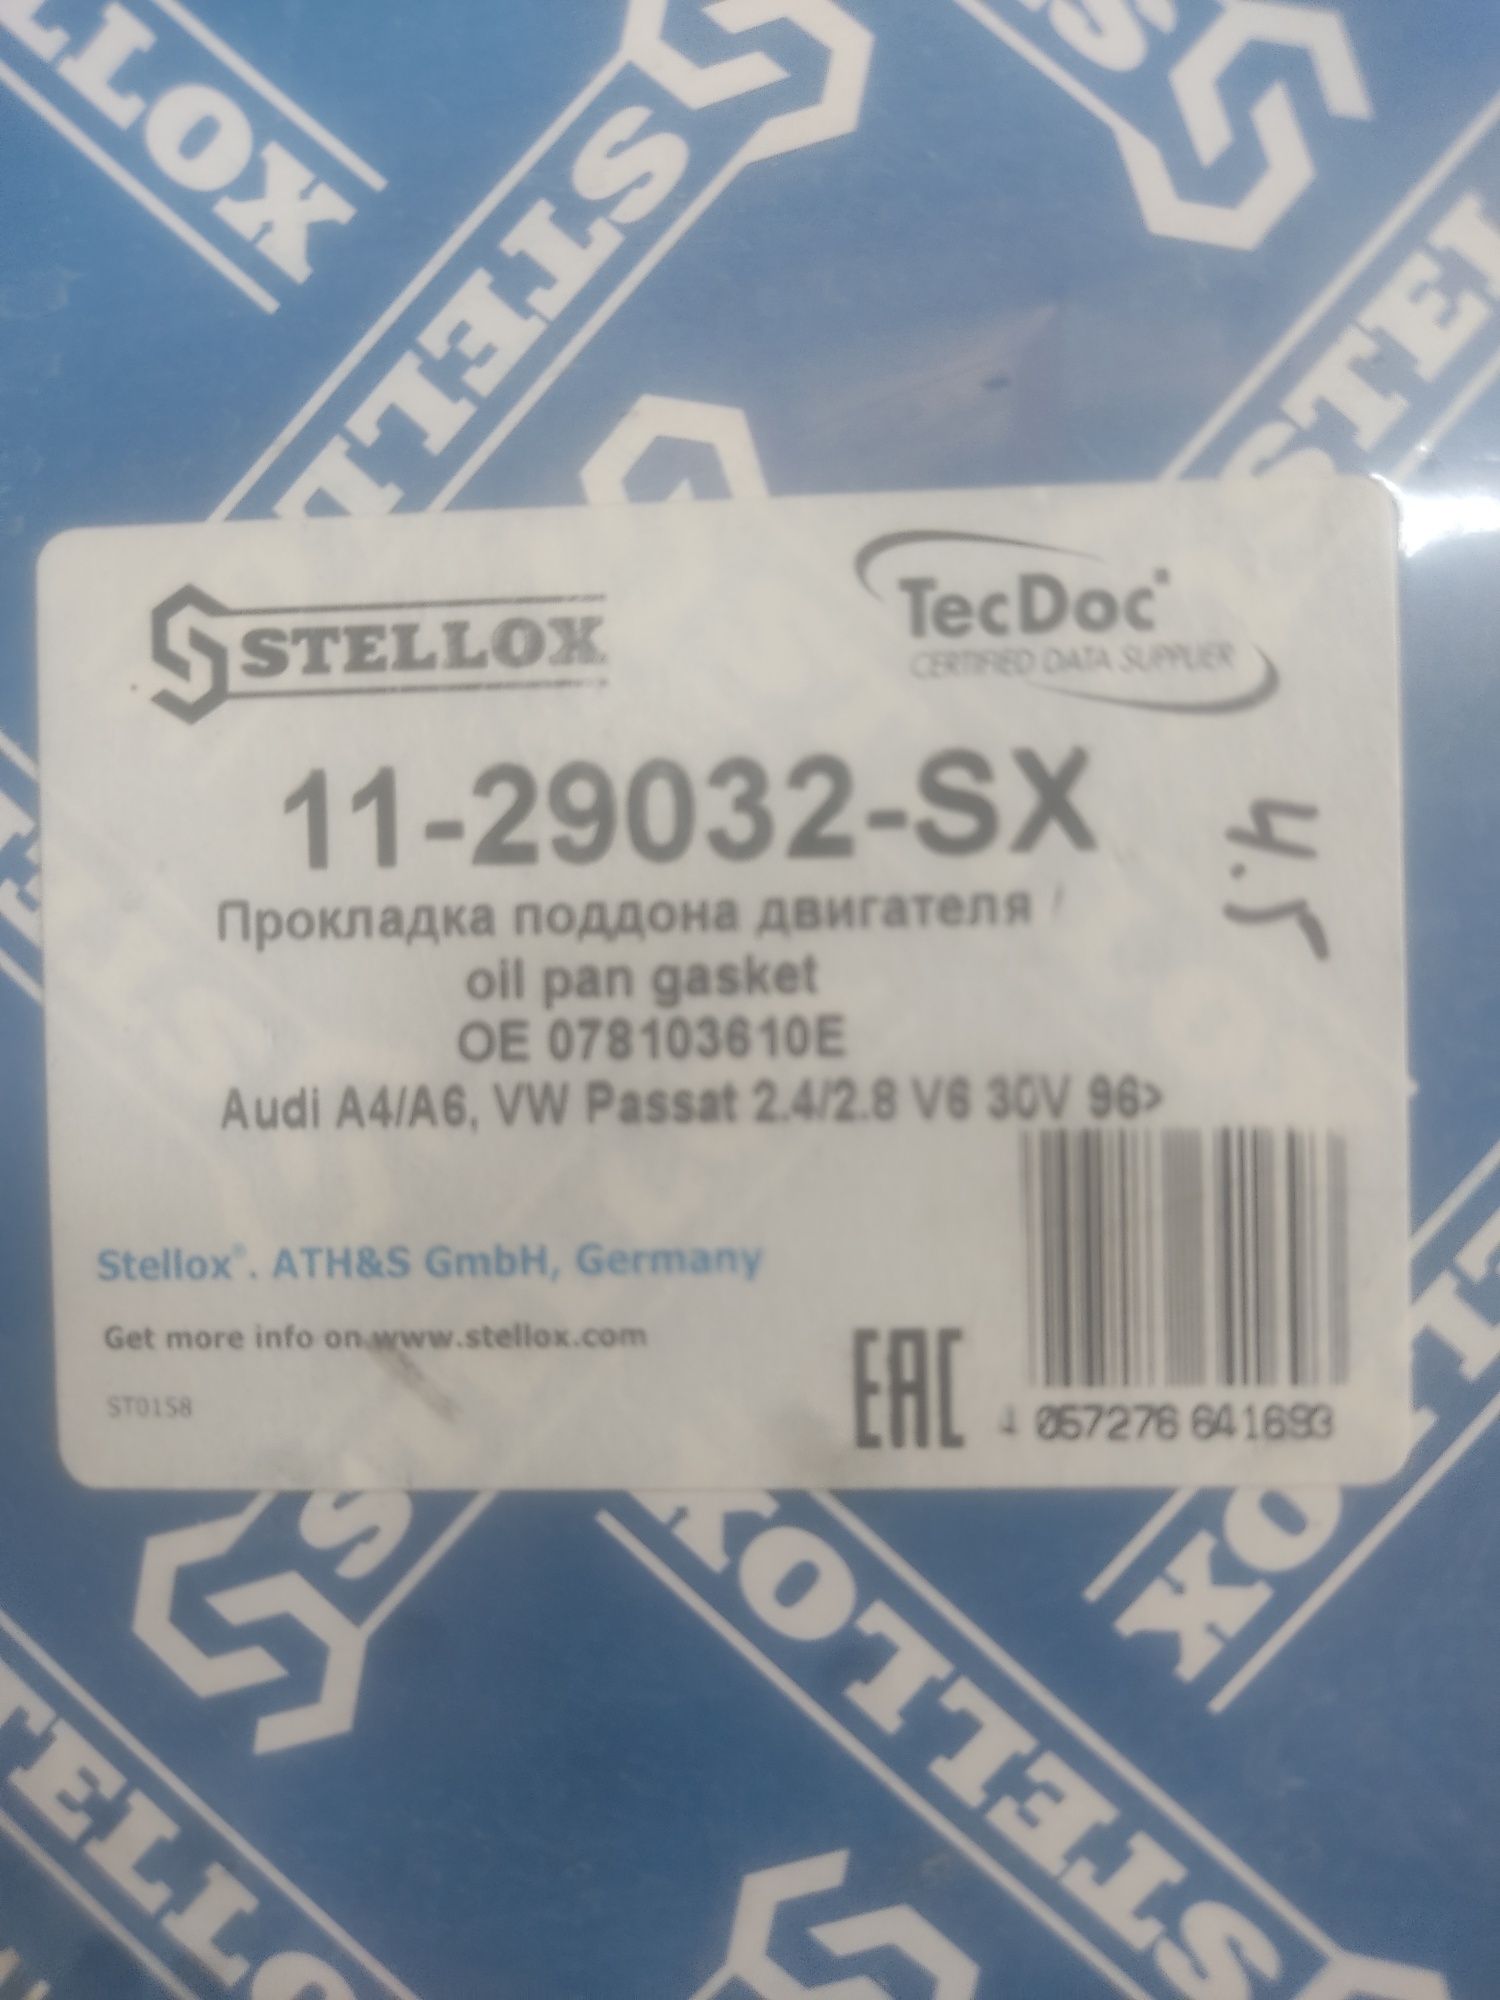 STELLOX
TecDoc
CERTIFIED DATA SUPPLIER
11-29032-SX
4.5
Прокладка поддона двигателя /
oil pan gasket
OE 078103610E
Audi A4/A6, VW Passat 2.4/2.8 V6 30V 96>
Stellox®. ATH&S GmbH, Germany
Get more info on www.stellox.com
ST0158
EAC
4 057276 641693